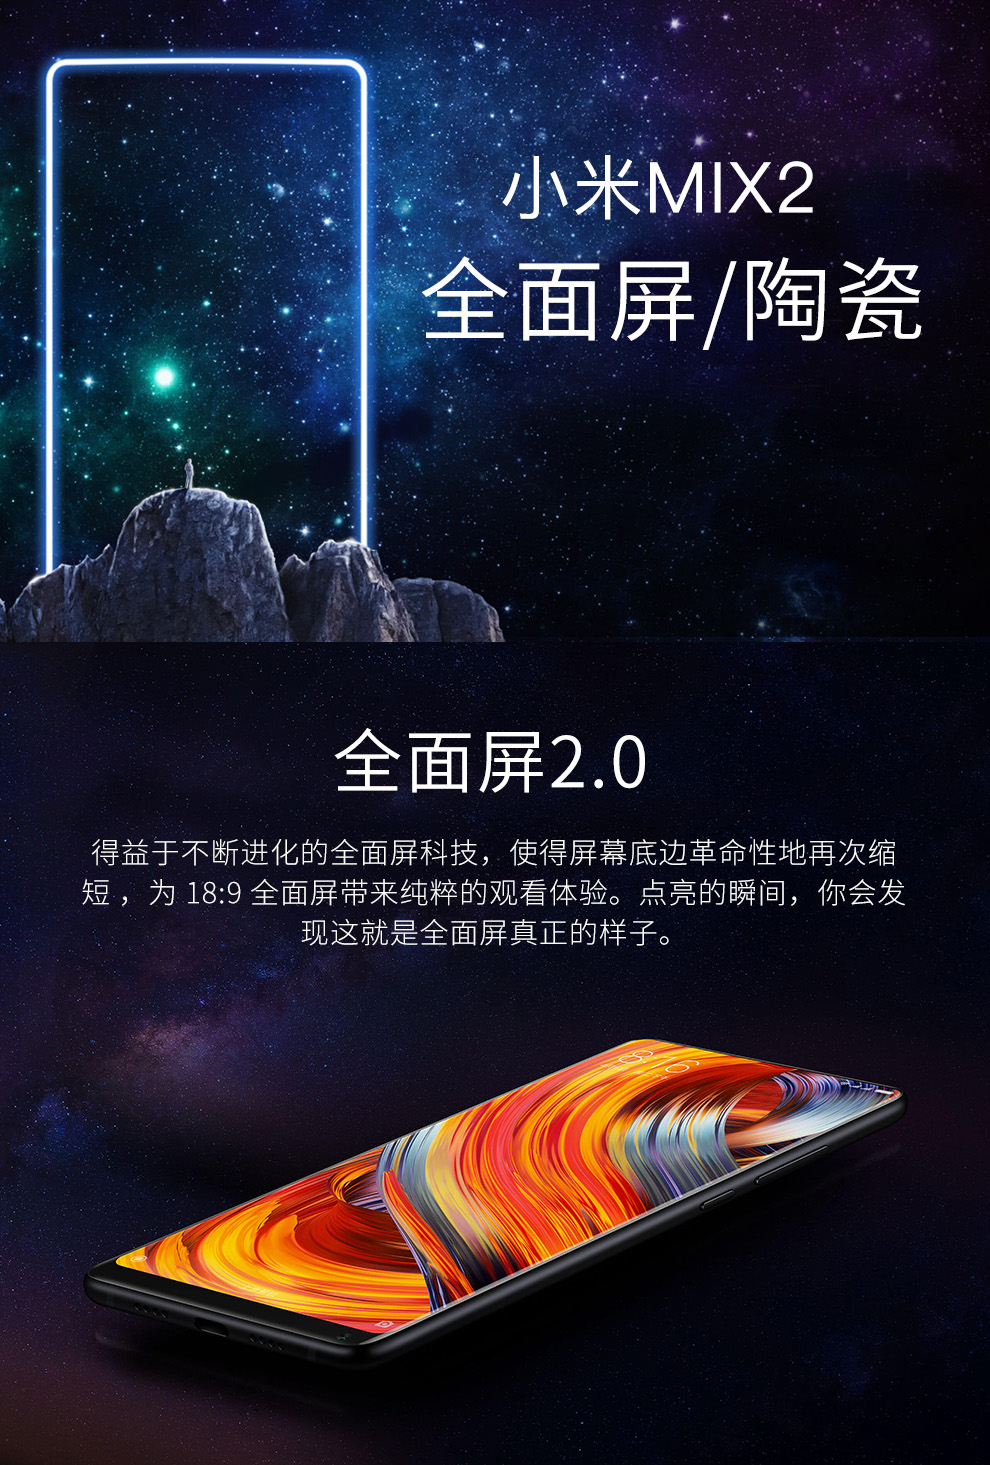 小米MIX2
全面屏/陶瓷
全面屏2.0
得益于不断进化的全面屏科技，使得屏幕底边革命性地再次缩
短 ，为 18:9 全面屏带来纯粹的观看体验。点亮的瞬间，你会发
现这就是全面屏真正的样子。